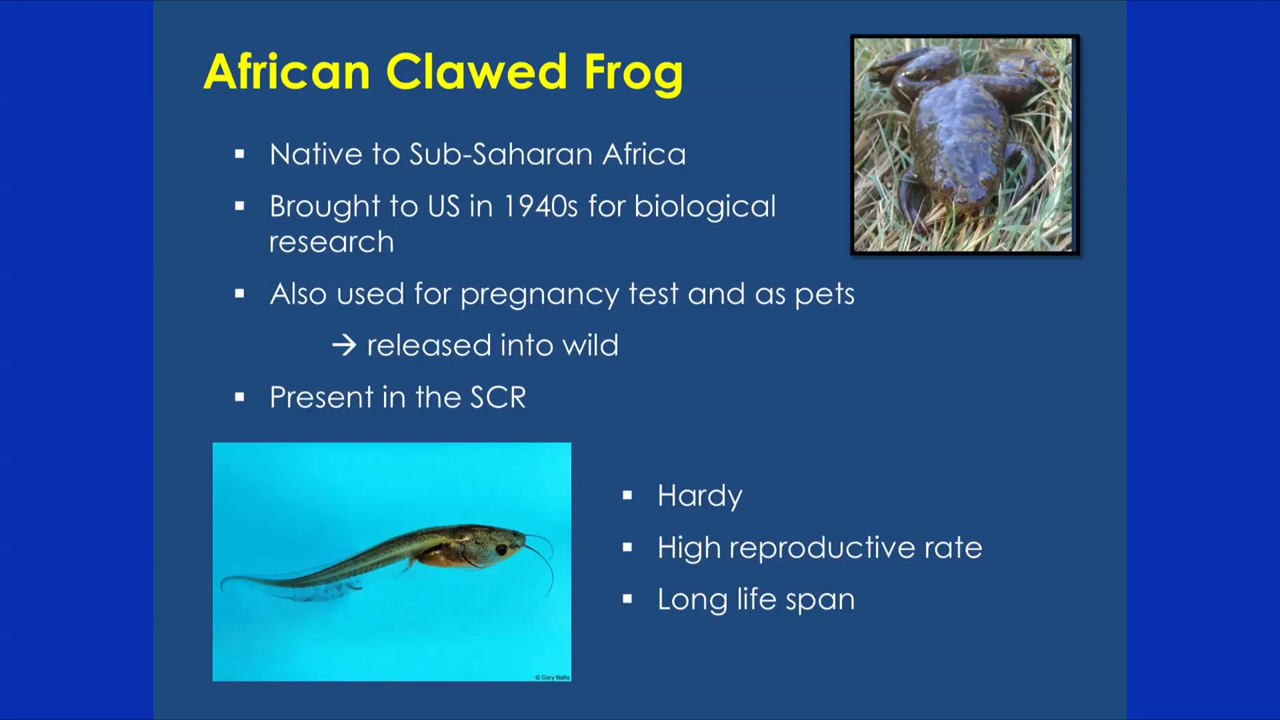 African Clawed Frog
▪ Native to Sub-Saharan Africa
▪ Brought to US in 1940s for biological
research
▪ Also used for pregnancy test and as pets
→ released into wild
▪ Present in the SCR
▪ Hardy
▪ High reproductive rate
▪ Long life span
© Gary Nafis